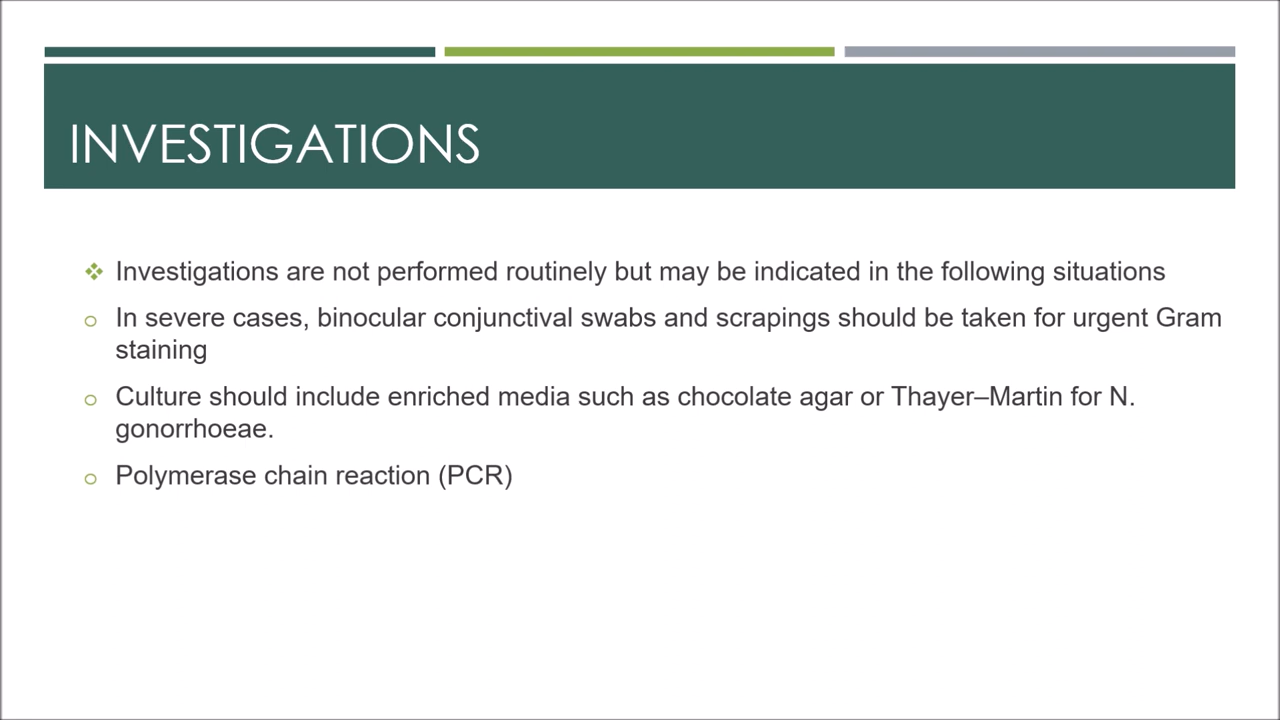 INVESTIGATIONS
Investigations are not performed routinely but may be indicated in the following situations
In severe cases, binocular conjunctival swabs and scrapings should be taken for urgent Gram
staining
Culture should include enriched media such as chocolate agar or Thayer–Martin for N.
gonorrhoeae.
Polymerase chain reaction (PCR)